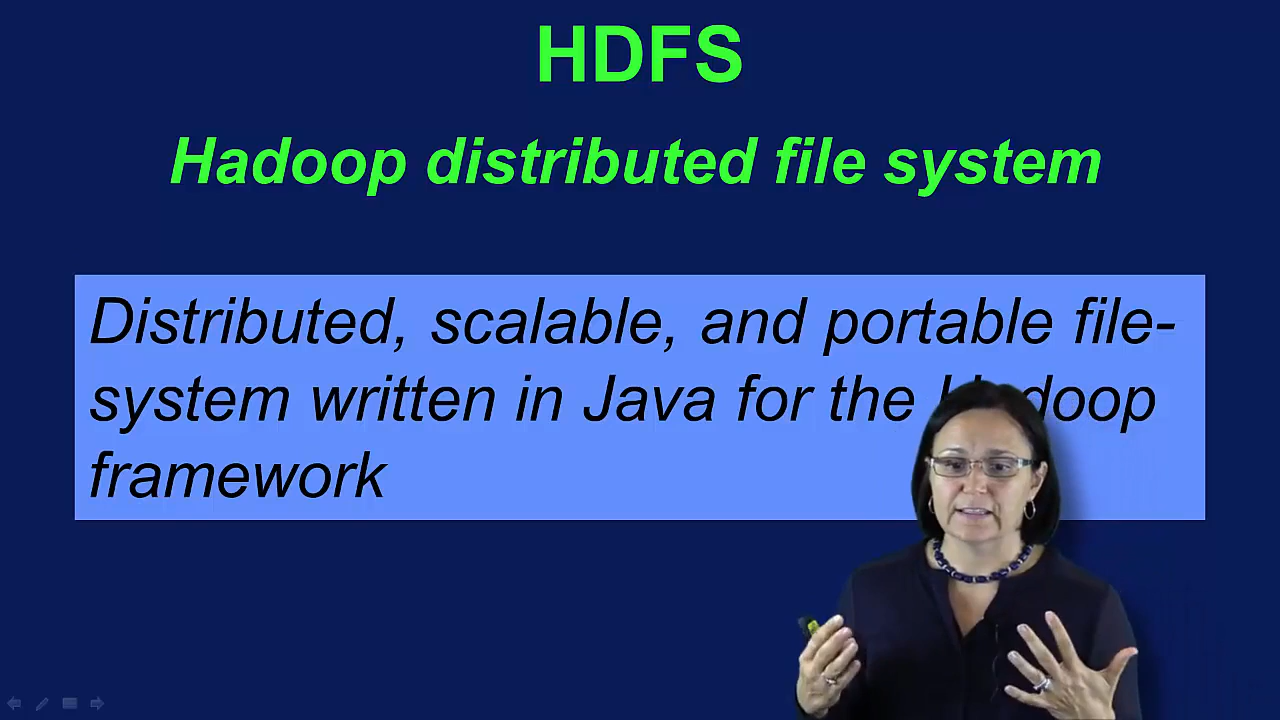 HDFS
Hadoop distributed file system
Distributed, scalable, and portable file-
system written in Java for the Hadoop
framework